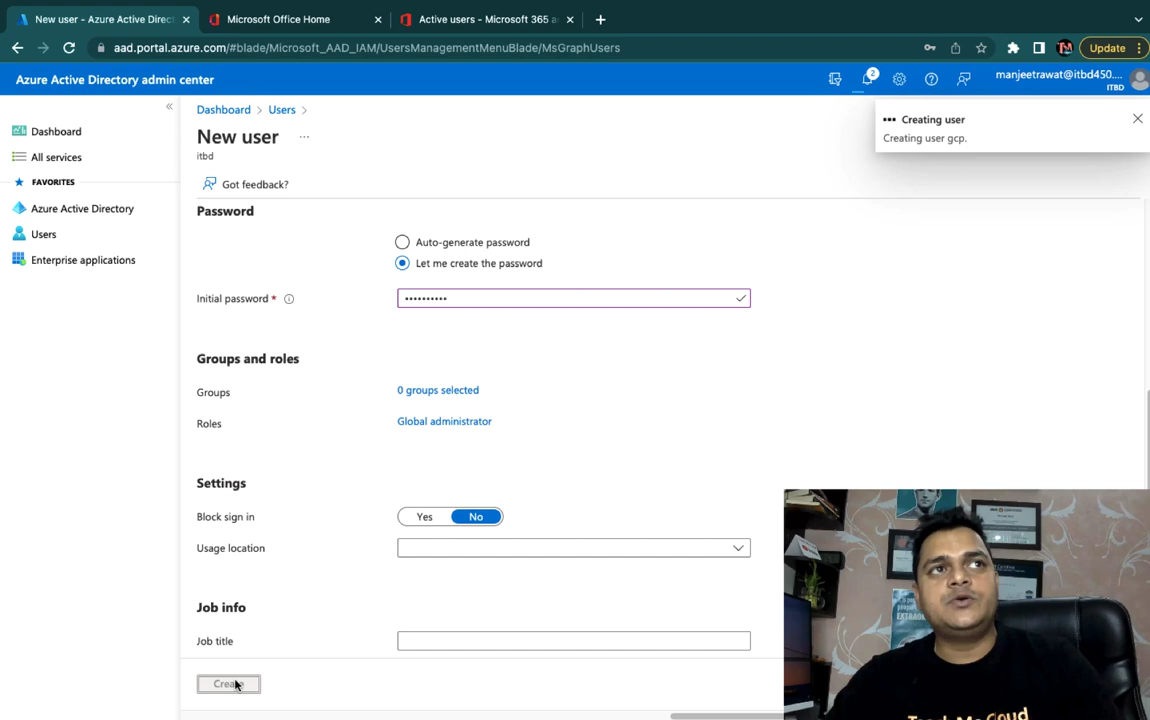 New user - Azure Active Direct
Microsoft Office Home
Active users - Microsoft 365 a
aad.portal.azure.com/#blade/Microsoft_AAD_IAM/UsersManagementMenuBlade/MsGraphUsers
Update
Azure Active Directory admin center
2
manjeetrawat@itbd450....
ITBD
Dashboard
All services
FAVORITES
Azure Active Directory
Users
Enterprise applications
Dashboard > Users >
New user ...
itbd
Got feedback?
Creating user
Creating user gcp.
Password
Auto-generate password
Let me create the password
Initial password *
Groups and roles
Groups 0 groups selected
Roles Global administrator
Settings
Block sign in Yes No
Usage location
Job info
Job title
Create